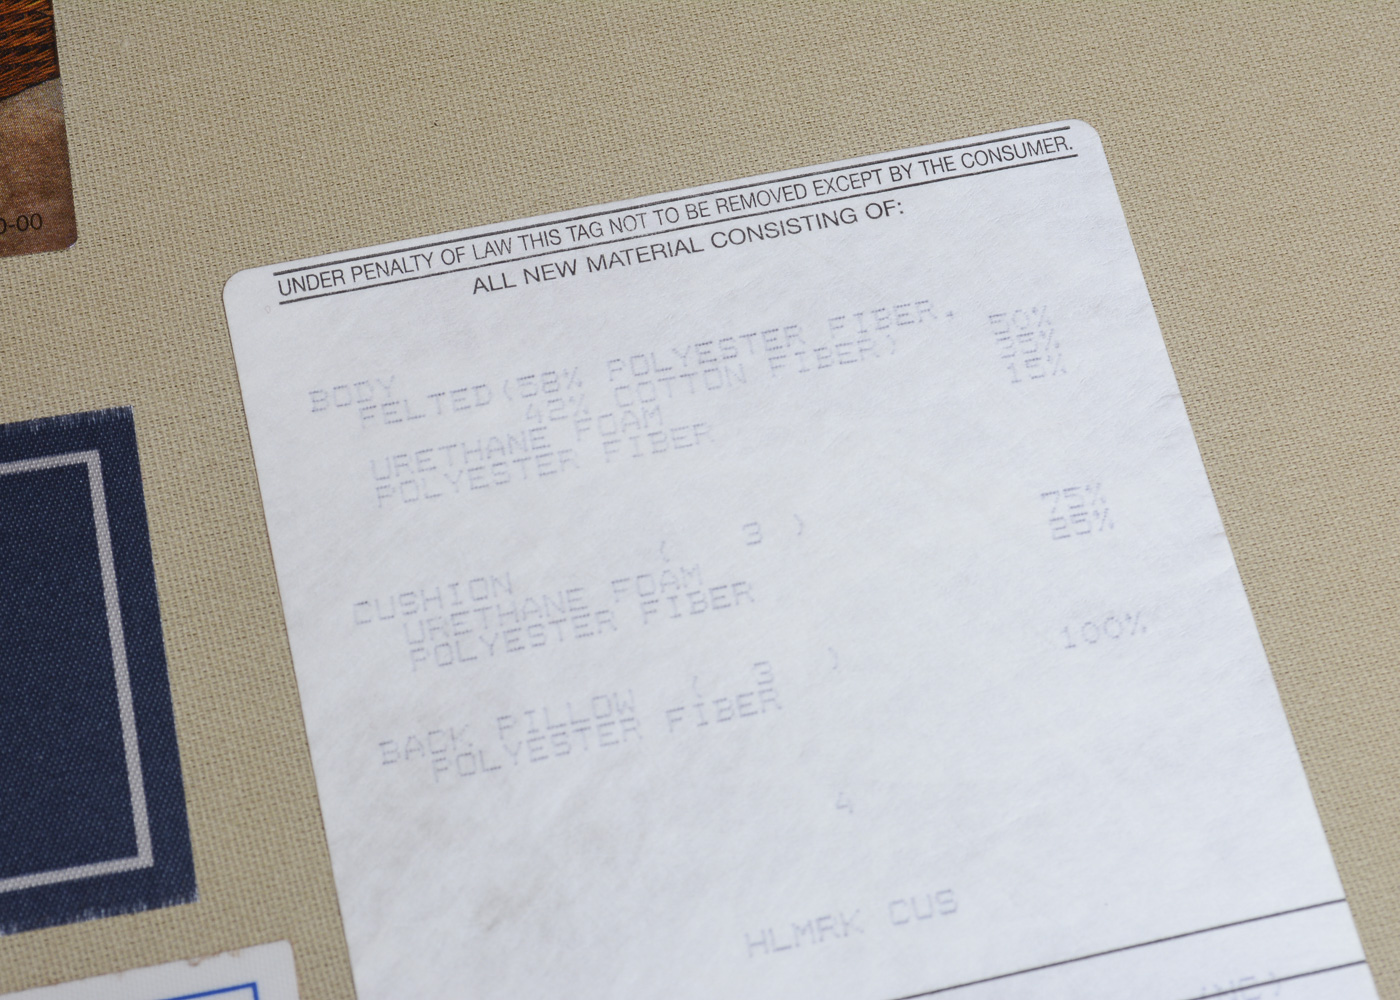 0-00
UNDER PENALTY OF LAW THIS TAG NOT TO BE REMOVED EXCEPT BY THE CONSUMER.
ALL NEW MATERIAL CONSISTING OF:
BODY
FELTED(58% POLYESTER FIBER, 50%
42% COTTON FIBER) 35%
URETHANE FOAM 15%
POLYESTER FIBER
( 3 )
CUSHION 75%
URETHANE FOAM 25%
POLYESTER FIBER
BACK PILLOW ( 3 ) 100%
POLYESTER FIBER
4
HLMRK CUS